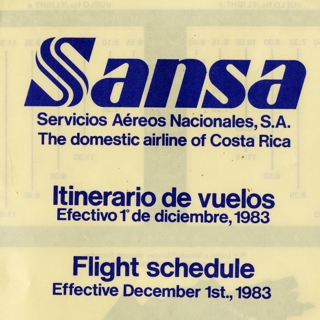 Sansa
Servicios Aéreos Nacionales, S.A.
The domestic airline of Costa Rica
Itinerario de vuelos
Efectivo 1° de diciembre, 1983
Flight schedule
Effective December 1st., 1983